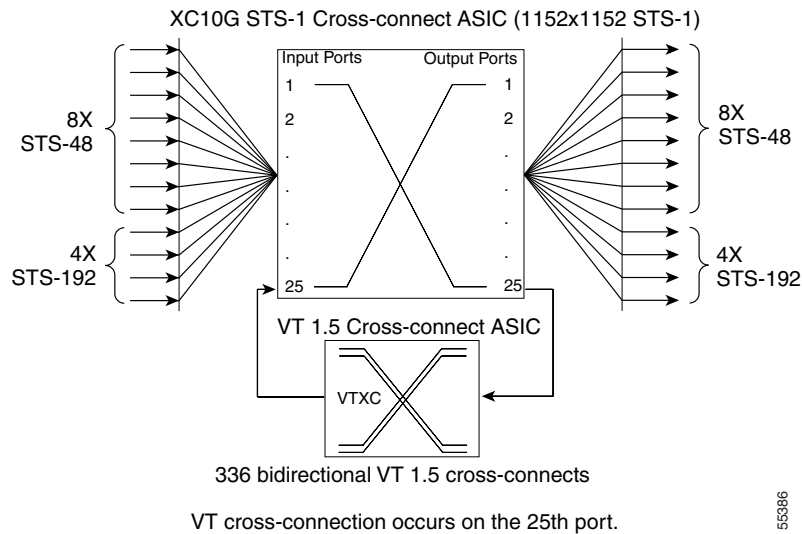 XC10G STS-1 Cross-connect ASIC (1152x1152 STS-1)
Input Ports
Output Ports
1
1
2
2
.
.
.
.
.
.
.
.
25
25
8X
STS-48
8X
STS-48
4X
STS-192
4X
STS-192
VT 1.5 Cross-connect ASIC
VTXC
336 bidirectional VT 1.5 cross-connects
VT cross-connection occurs on the 25th port.
55386